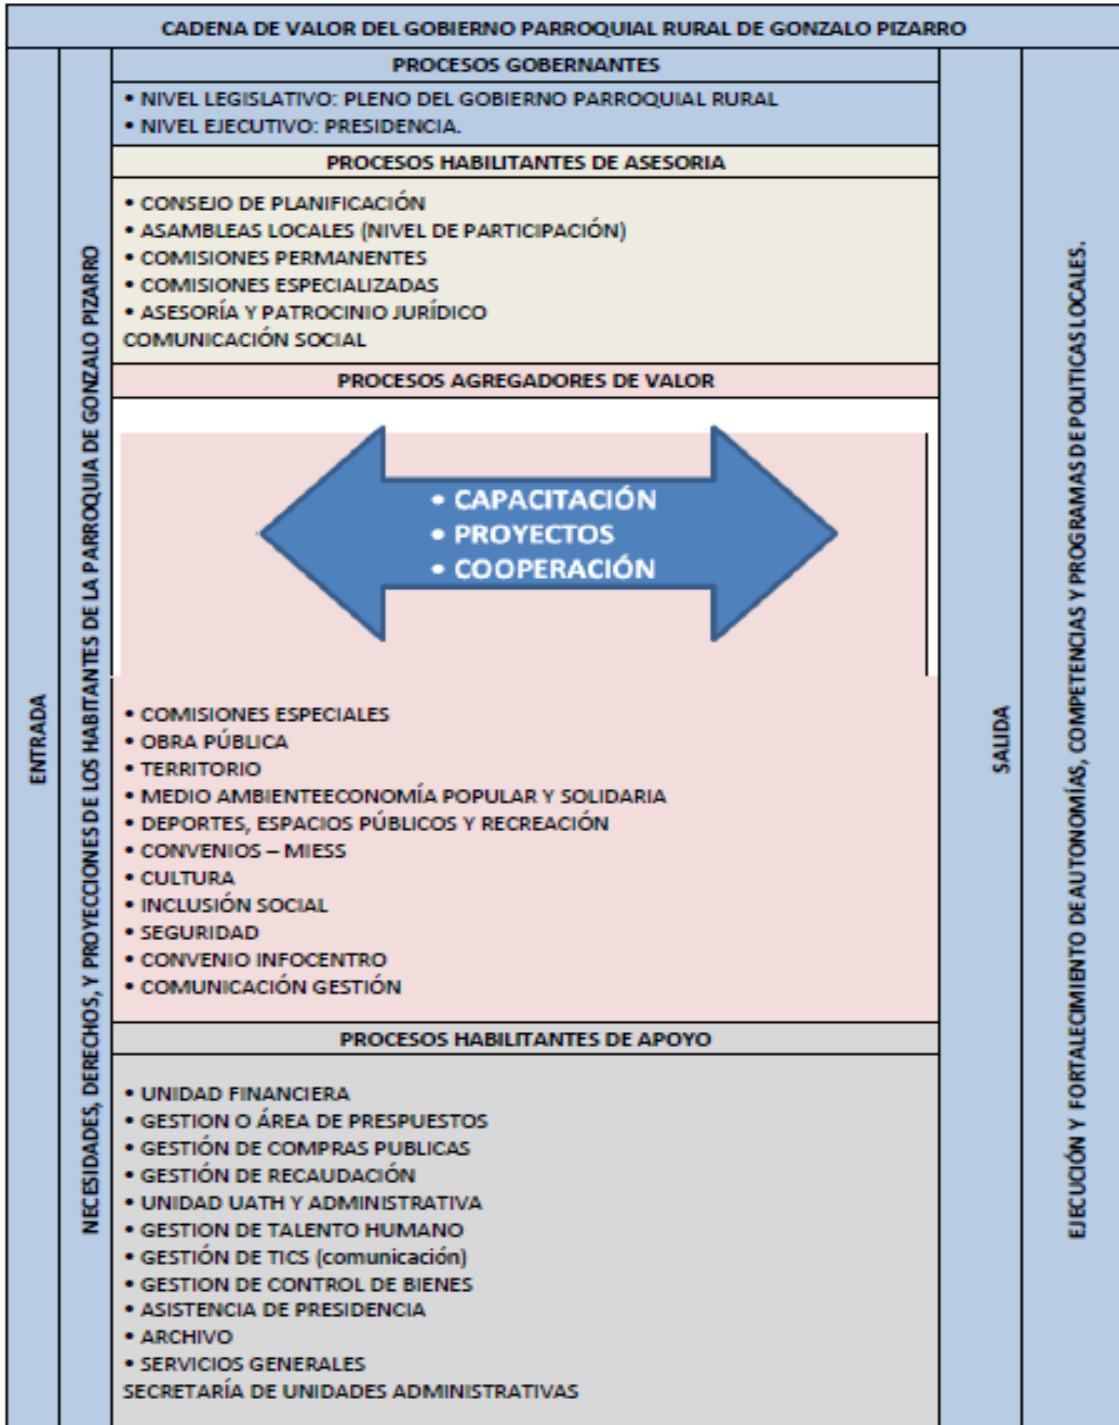 CADENA DE VALOR DEL GOBIERNO PARROQUIAL RURAL DE GONZALO PIZARRO
ENTRADA
NECESIDADES, DERECHOS, Y PROYECCIONES DE LOS HABITANTES DE LA PARROQUIA DE GONZALO PIZARRO
PROCESOS GOBERNANTES
• NIVEL LEGISLATIVO: PLENO DEL GOBIERNO PARROQUIAL RURAL
• NIVEL EJECUTIVO: PRESIDENCIA.
PROCESOS HABILITANTES DE ASESORIA
• CONSEJO DE PLANIFICACIÓN
• ASAMBLEAS LOCALES (NIVEL DE PARTICIPACIÓN)
• COMISIONES PERMANENTES
• COMISIONES ESPECIALIZADAS
• ASESORÍA Y PATROCINIO JURÍDICO
COMUNICACIÓN SOCIAL
PROCESOS AGREGADORES DE VALOR
• CAPACITACIÓN
• PROYECTOS
• COOPERACIÓN
• COMISIONES ESPECIALES
• OBRA PÚBLICA
• TERRITORIO
• MEDIO AMBIENTEECONOMÍA POPULAR Y SOLIDARIA
• DEPORTES, ESPACIOS PÚBLICOS Y RECREACIÓN
• CONVENIOS – MIESS
• CULTURA
• INCLUSIÓN SOCIAL
• SEGURIDAD
• CONVENIO INFOCENTRO
• COMUNICACIÓN GESTIÓN
PROCESOS HABILITANTES DE APOYO
• UNIDAD FINANCIERA
• GESTION O ÁREA DE PRESPUESTOS
• GESTIÓN DE COMPRAS PUBLICAS
• GESTIÓN DE RECAUDACIÓN
• UNIDAD UATH Y ADMINISTRATIVA
• GESTION DE TALENTO HUMANO
• GESTIÓN DE TICS (comunicación)
• GESTION DE CONTROL DE BIENES
• ASISTENCIA DE PRESIDENCIA
• ARCHIVO
• SERVICIOS GENERALES
SECRETARÍA DE UNIDADES ADMINISTRATIVAS
SALIDA
EJECUCIÓN Y FORTALECIMIENTO DE AUTONOMÍAS, COMPETENCIAS Y PROGRAMAS DE POLITICAS LOCALES.